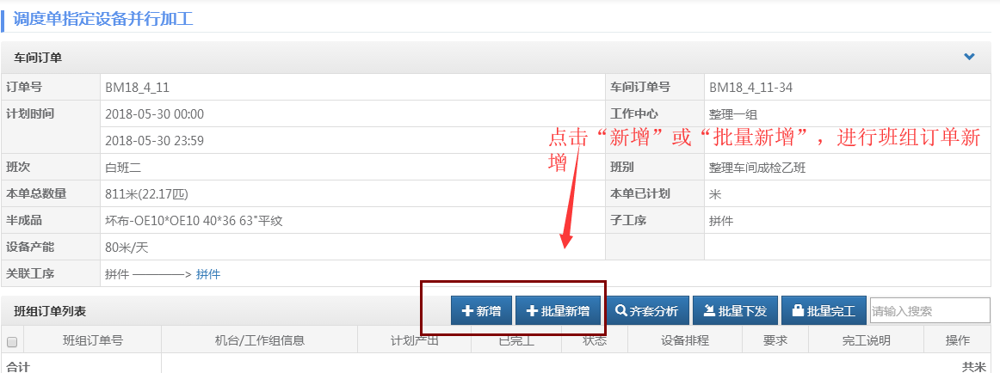 调度单指定设备并行加工
车间订单
订单号 BM18_4_11 车间订单号 BM18_4_11-34
计划时间 2018-05-30 00:00 工作中心 整理一组
2018-05-30 23:59
点击“新增”或“批量新增”，进行班组订单新
增
班次 白班二 班别 整理车间成检乙班
本单总数量 811米(22.17匹) 本单已计划 米
半成品 坏布-OE10*OE10 40*36 63"平纹 子工序 拼件
设备产能 80米/天
关联工序 拼件 ————> 拼件
班组订单列表 新增 批量新增 齐套分析 批量下发 批量完工 请输入搜索
班组订单号 机台/工作组信息 计划产出 已完工 状态 设备排程 要求 完工说明 操作
合计 共米